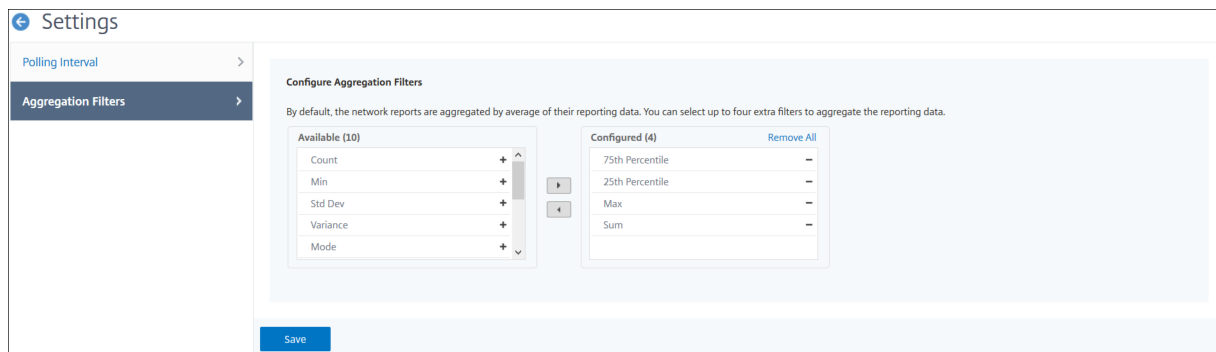 Settings
Polling Interval
Aggregation Filters
Configure Aggregation Filters
By default, the network reports are aggregated by average of their reporting data. You can select up to four extra filters to aggregate the reporting data.
Available (10)
Count
Min
Std Dev
Variance
Mode
Configured (4) Remove All
75th Percentile
25th Percentile
Max
Sum
Save